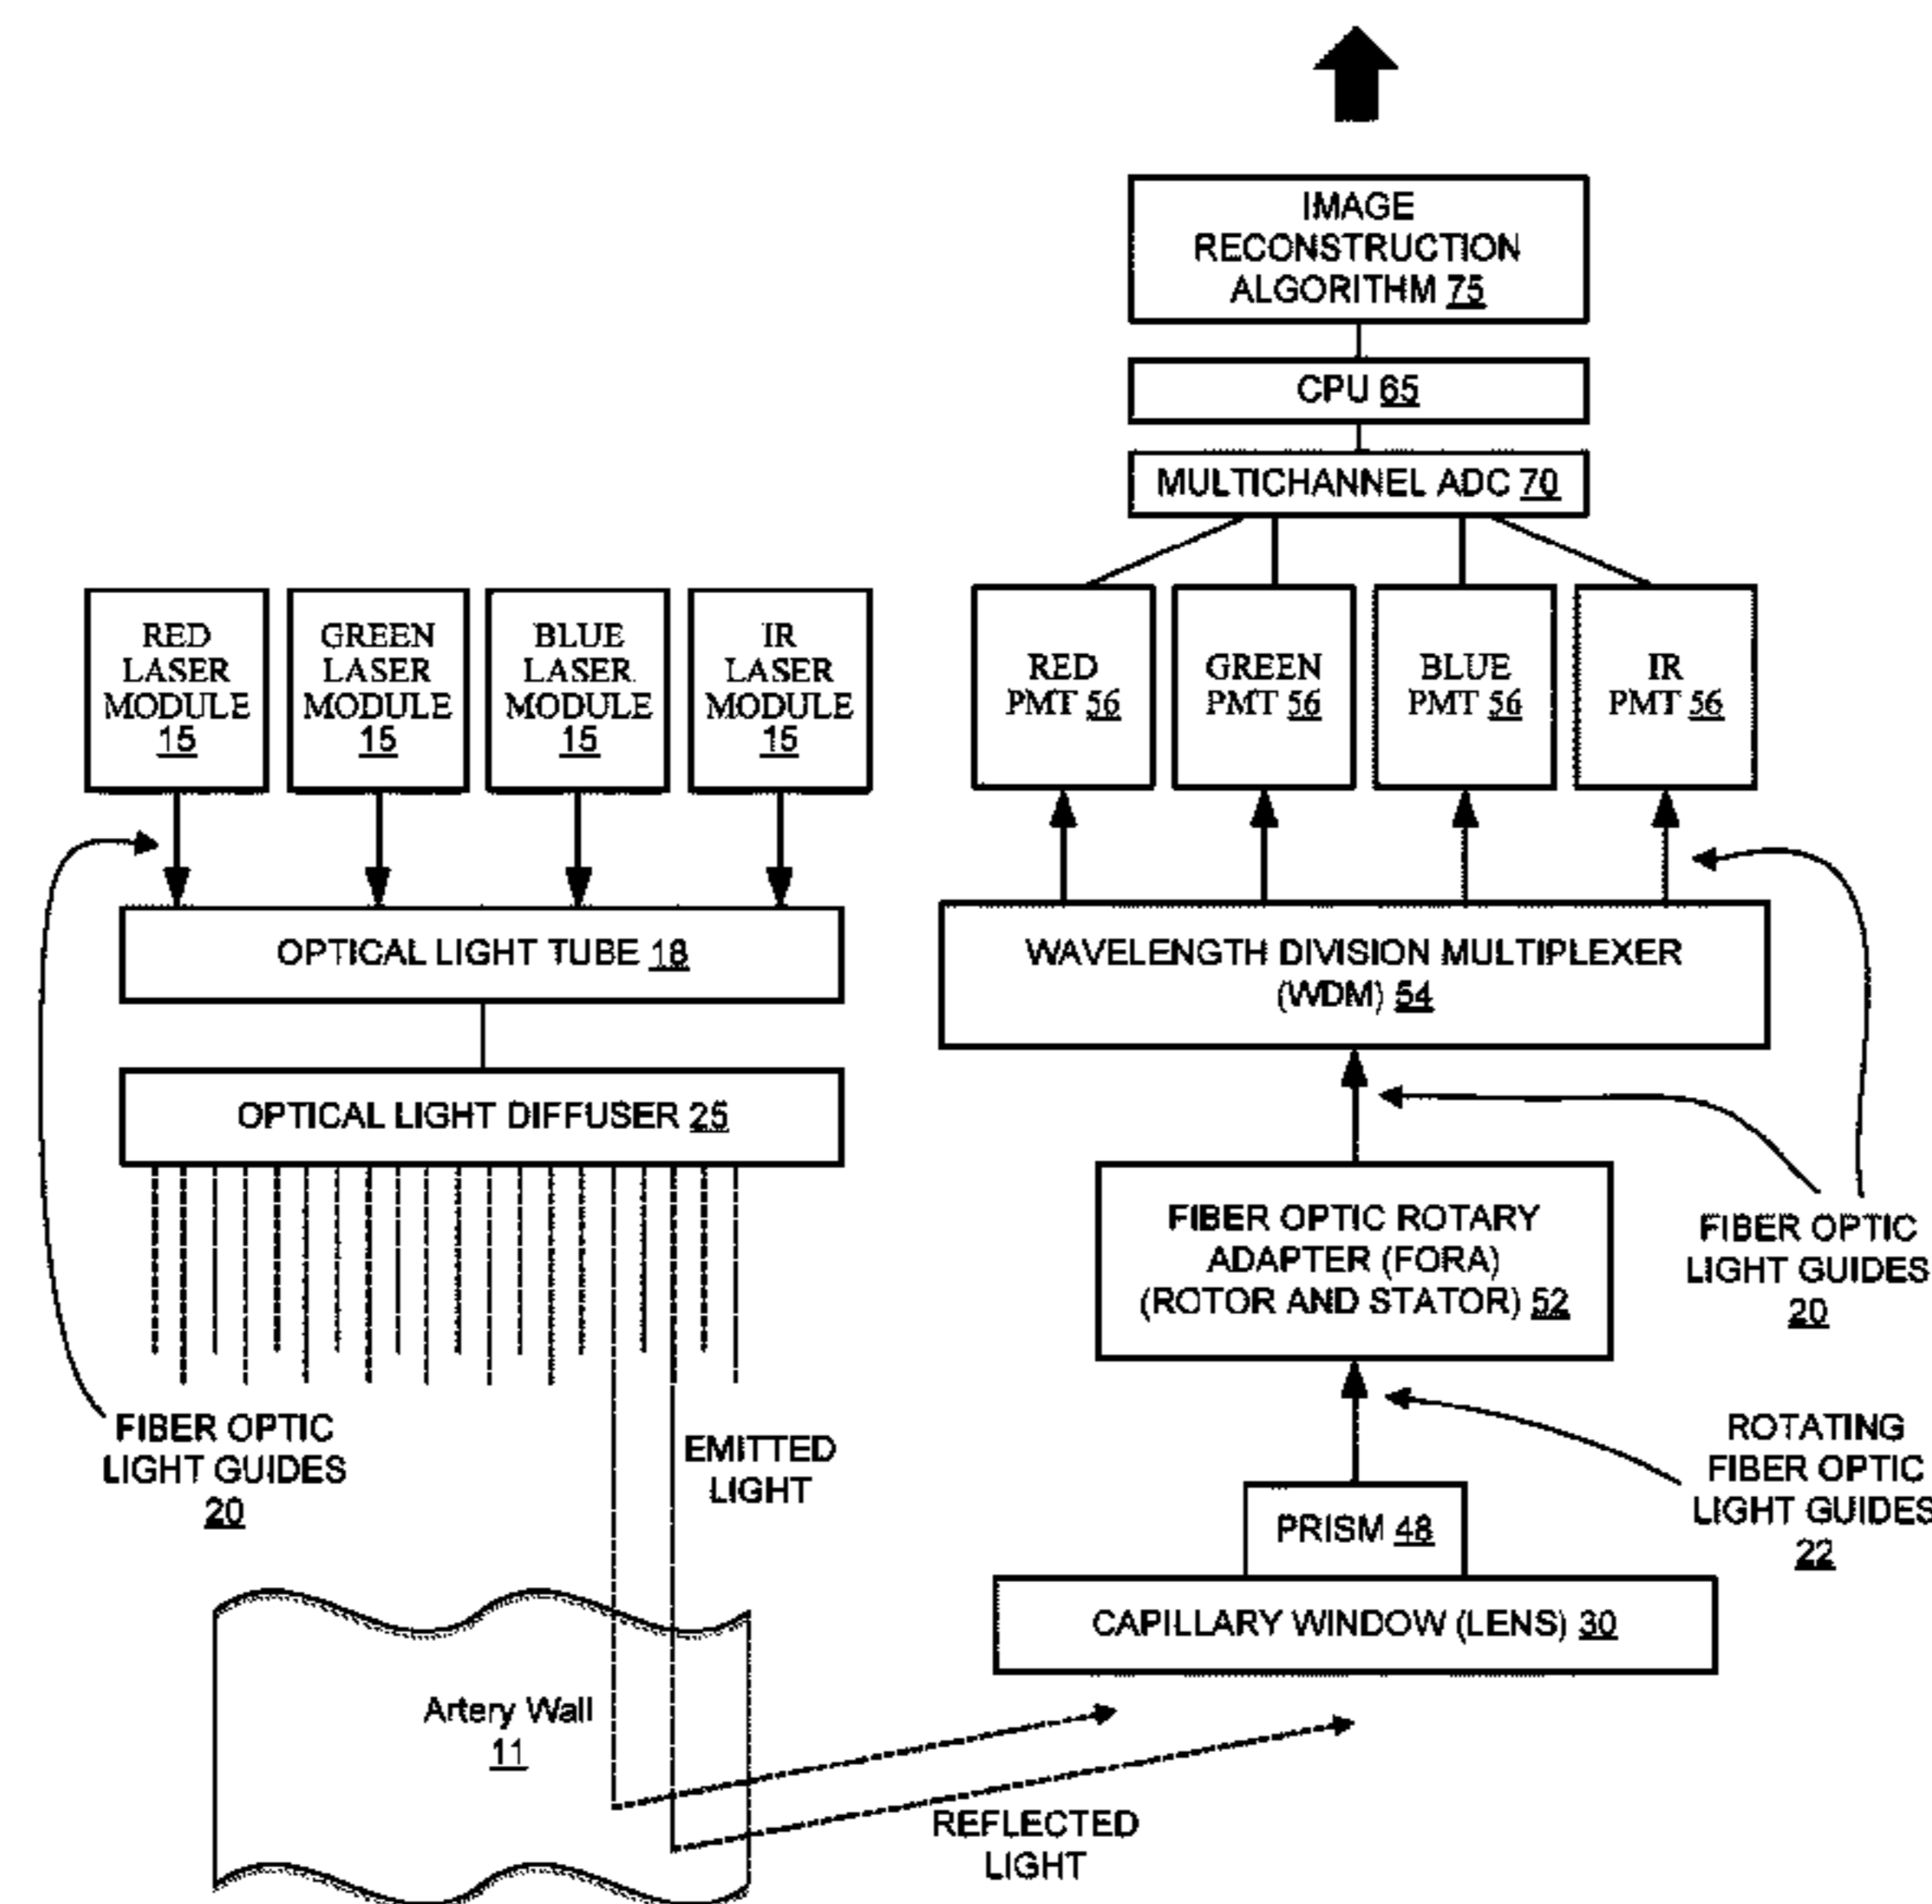 IMAGE
RECONSTRUCTION
ALGORITHM 75
CPU 65
MULTICHANNEL ADC 70
RED
LASER
MODULE
15
GREEN
LASER
MODULE
15
BLUE
LASER
MODULE
15
IR
LASER
MODULE
15
RED
PMT 56
GREEN
PMT 56
BLUE
PMT 56
IR
PMT 56
OPTICAL LIGHT TUBE 18
WAVELENGTH DIVISION MULTIPLEXER
(WDM) 54
OPTICAL LIGHT DIFFUSER 25
FIBER OPTIC ROTARY
ADAPTER (FORA)
(ROTOR AND STATOR) 52
FIBER OPTIC
LIGHT GUIDES
20
FIBER OPTIC
LIGHT GUIDES
20
EMITTED
LIGHT
ROTATING
FIBER OPTIC
LIGHT GUIDES
22
PRISM 48
CAPILLARY WINDOW (LENS) 30
Artery Wall
11
REFLECTED
LIGHT